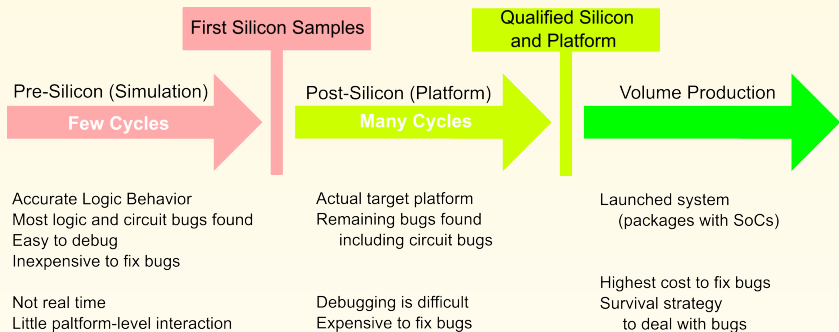 First Silicon Samples
Qualified Silicon
and Platform
Pre-Silicon (Simulation)
Post-Silicon (Platform)
Volume Production
Few Cycles
Many Cycles
Accurate Logic Behavior
Most logic and circuit bugs found
Easy to debug
Inexpensive to fix bugs
Not real time
Little paltform-level interaction
Actual target platform
Remaining bugs found
including circuit bugs
Debugging is difficult
Expensive to fix bugs
Launched system
(packages with SoCs)
Highest cost to fix bugs
Survival strategy
to deal with bugs